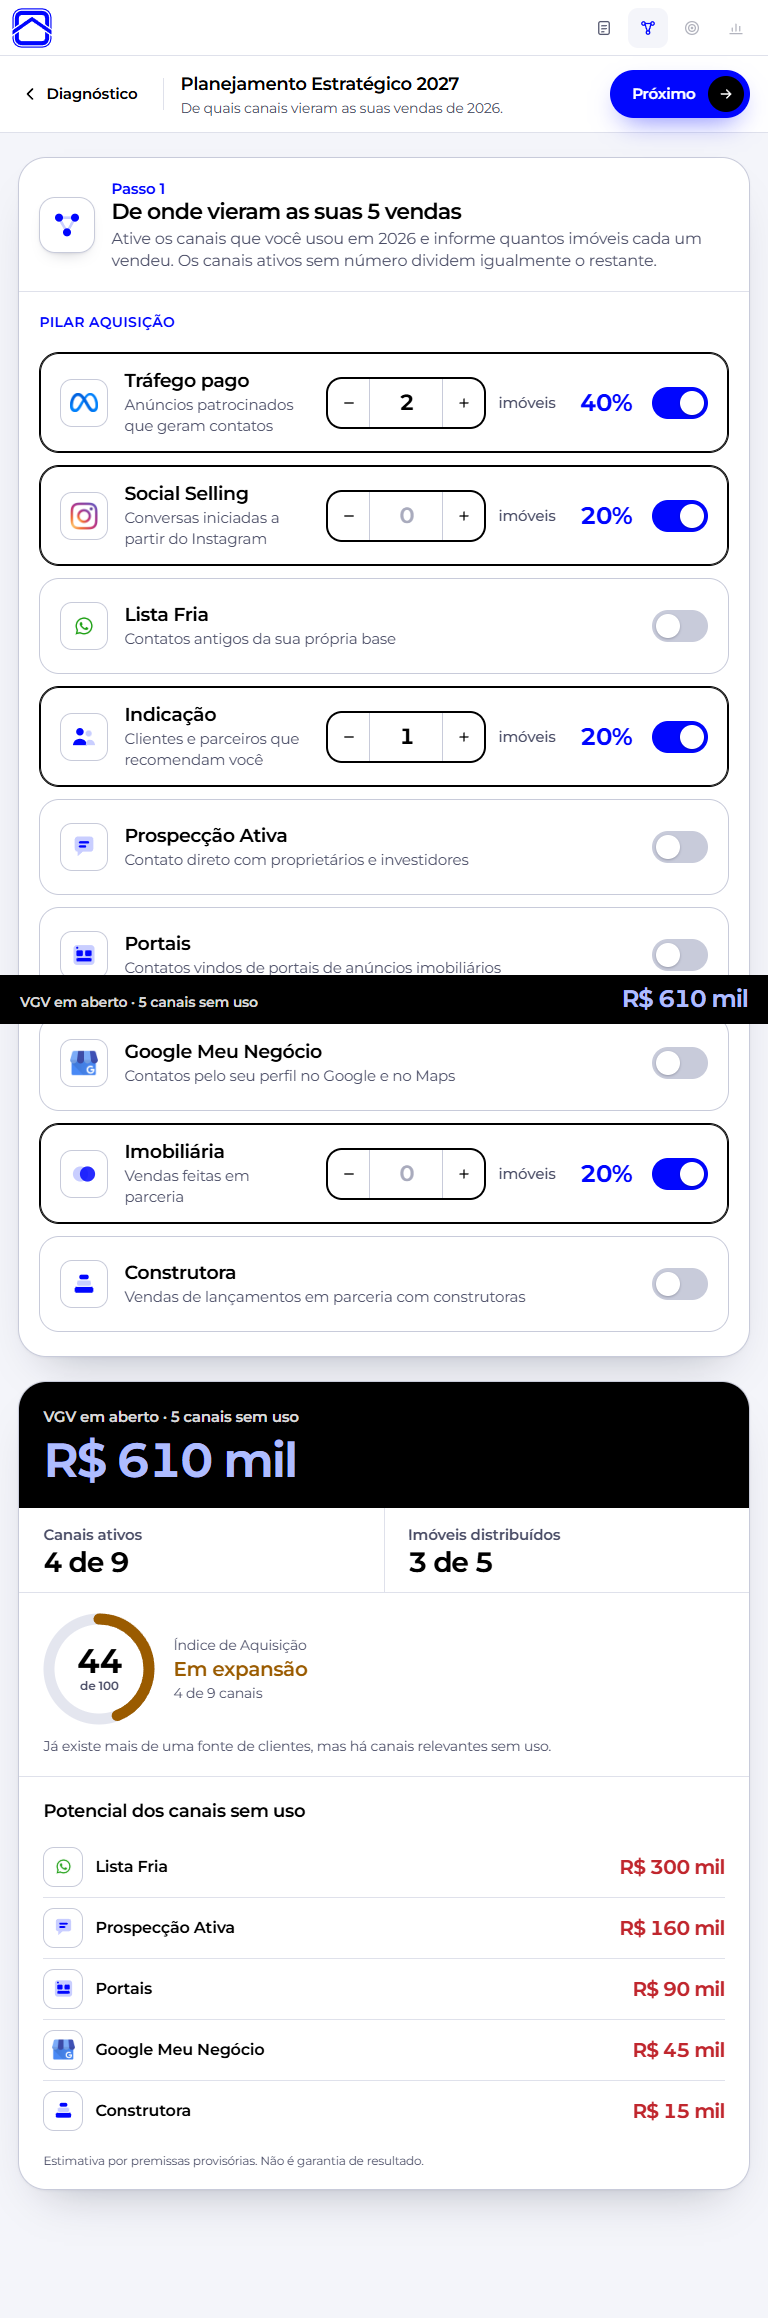 Diagnóstico
Planejamento Estratégico 2027
De quais canais vieram as suas vendas de 2026.
Próximo
Passo 1
De onde vieram as suas 5 vendas
Ative os canais que você usou em 2026 e informe quantos imóveis cada um
vendeu. Os canais ativos sem número dividem igualmente o restante.
PILAR AQUISIÇÃO
Tráfego pago
Anúncios patrocinados
que geram contatos
− 2 + imóveis 40%
Social Selling
Conversas iniciadas a
partir do Instagram
− 0 + imóveis 20%
Lista Fria
Contatos antigos da sua própria base
Indicação
Clientes e parceiros que
recomendam você
− 1 + imóveis 20%
Prospecção Ativa
Contato direto com proprietários e investidores
Portais
Contatos vindos de portais de anúncios imobiliários
VGV em aberto · 5 canais sem uso
R$ 610 mil
Google Meu Negócio
Contatos pelo seu perfil no Google e no Maps
Imobiliária
Vendas feitas em
parceria
− 0 + imóveis 20%
Construtora
Vendas de lançamentos em parceria com construtoras
VGV em aberto · 5 canais sem uso
R$ 610 mil
Canais ativos
4 de 9
Imóveis distribuídos
3 de 5
44
de 100
Índice de Aquisição
Em expansão
4 de 9 canais
Já existe mais de uma fonte de clientes, mas há canais relevantes sem uso.
Potencial dos canais sem uso
Lista Fria R$ 300 mil
Prospecção Ativa R$ 160 mil
Portais R$ 90 mil
G
Google Meu Negócio R$ 45 mil
Construtora R$ 15 mil
Estimativa por premissas provisórias. Não é garantia de resultado.